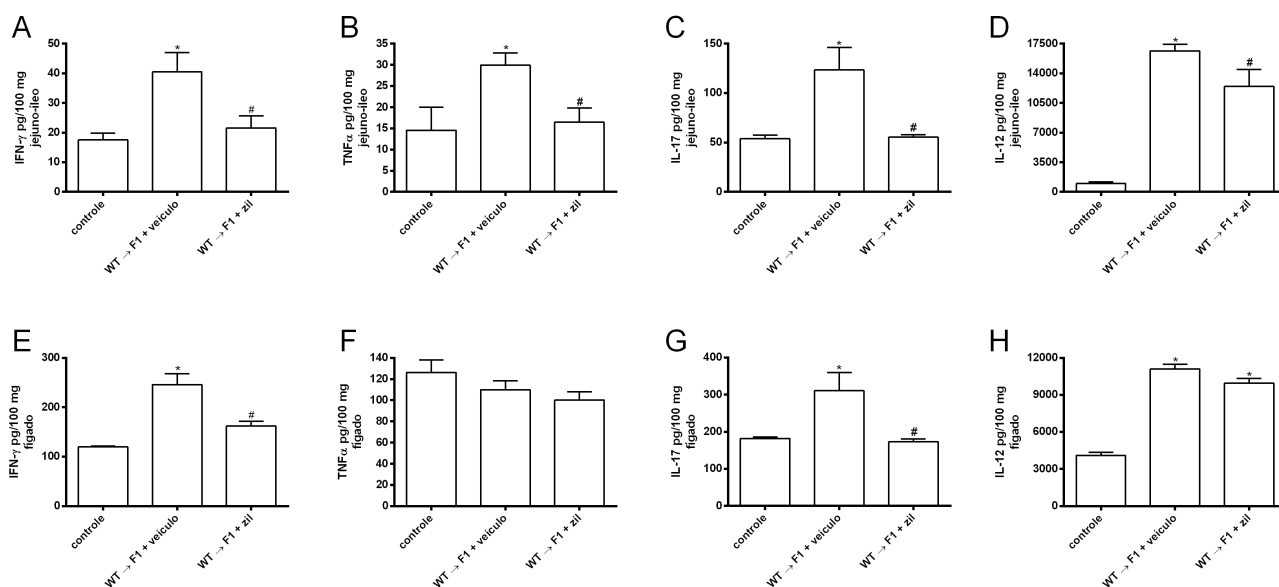 A
IFN-γ pg/100 mg
jejuno-íleo
50
40
30
20
10
0
*
#
controle
WT → F1 + veículo
WT → F1 + zil
B
TNFα pg/100 mg
jejuno-íleo
35
30
25
20
15
10
5
0
*
#
controle
WT → F1 + veículo
WT → F1 + zil
C
IL-17 pg/100 mg
jejuno-íleo
150
100
50
0
*
#
controle
WT → F1 + veículo
WT → F1 + zil
D
IL-12 pg/100 mg
jejuno-íleo
17500
14000
10500
7000
3500
0
*
#
controle
WT → F1 + veículo
WT → F1 + zil
E
IFN-γ pg/100 mg
fígado
300
200
100
0
*
#
controle
WT → F1 + veículo
WT → F1 + zil
F
TNFα pg/100 mg
fígado
140
120
100
80
60
40
20
0
controle
WT → F1 + veículo
WT → F1 + zil
G
IL-17 pg/100 mg
fígado
400
300
200
100
0
*
#
controle
WT → F1 + veículo
WT → F1 + zil
H
IL-12 pg/100 mg
fígado
12000
9000
6000
3000
0
*
*
controle
WT → F1 + veículo
WT → F1 + zil